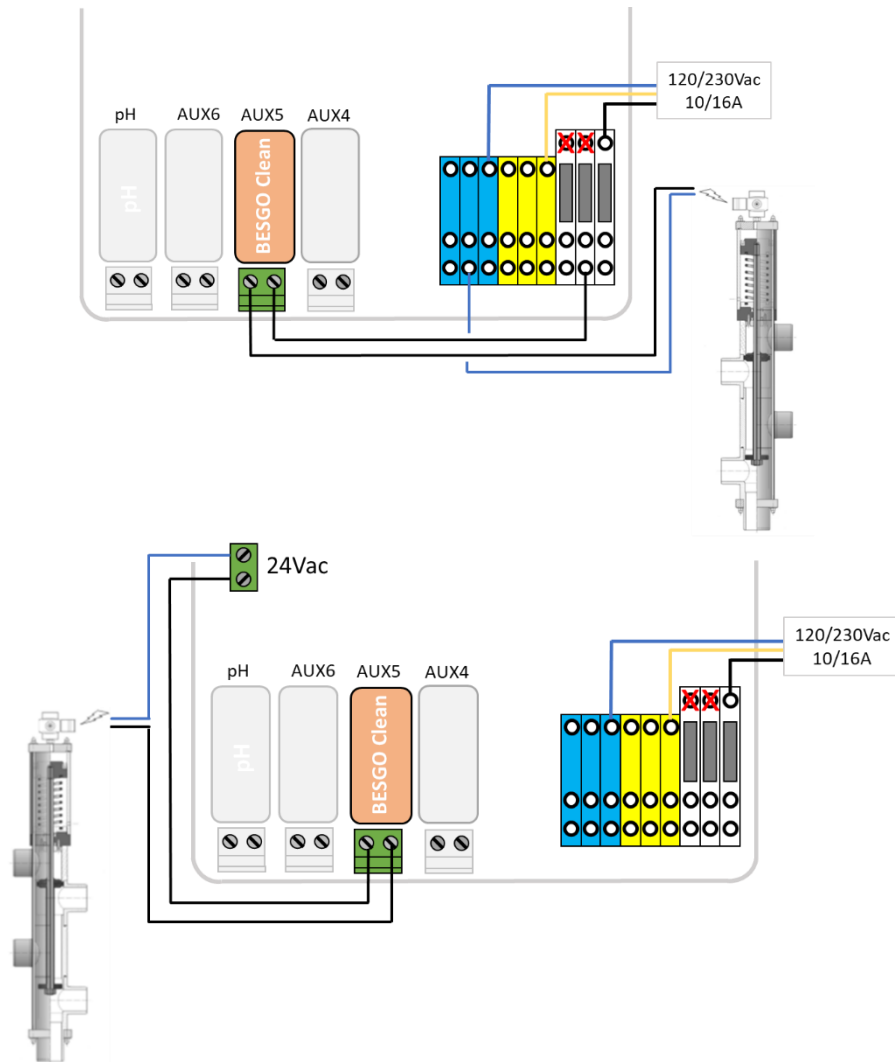 120/230Vac
10/16A
pH
AUX6
AUX5
AUX4
pH
BESGO Clean
24Vac
120/230Vac
10/16A
pH
AUX6
AUX5
AUX4
pH
BESGO Clean